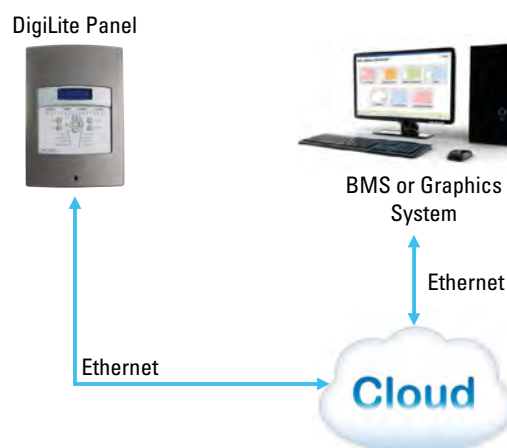 DigiLite Panel
BMS or Graphics
System
Ethernet
Ethernet
Cloud